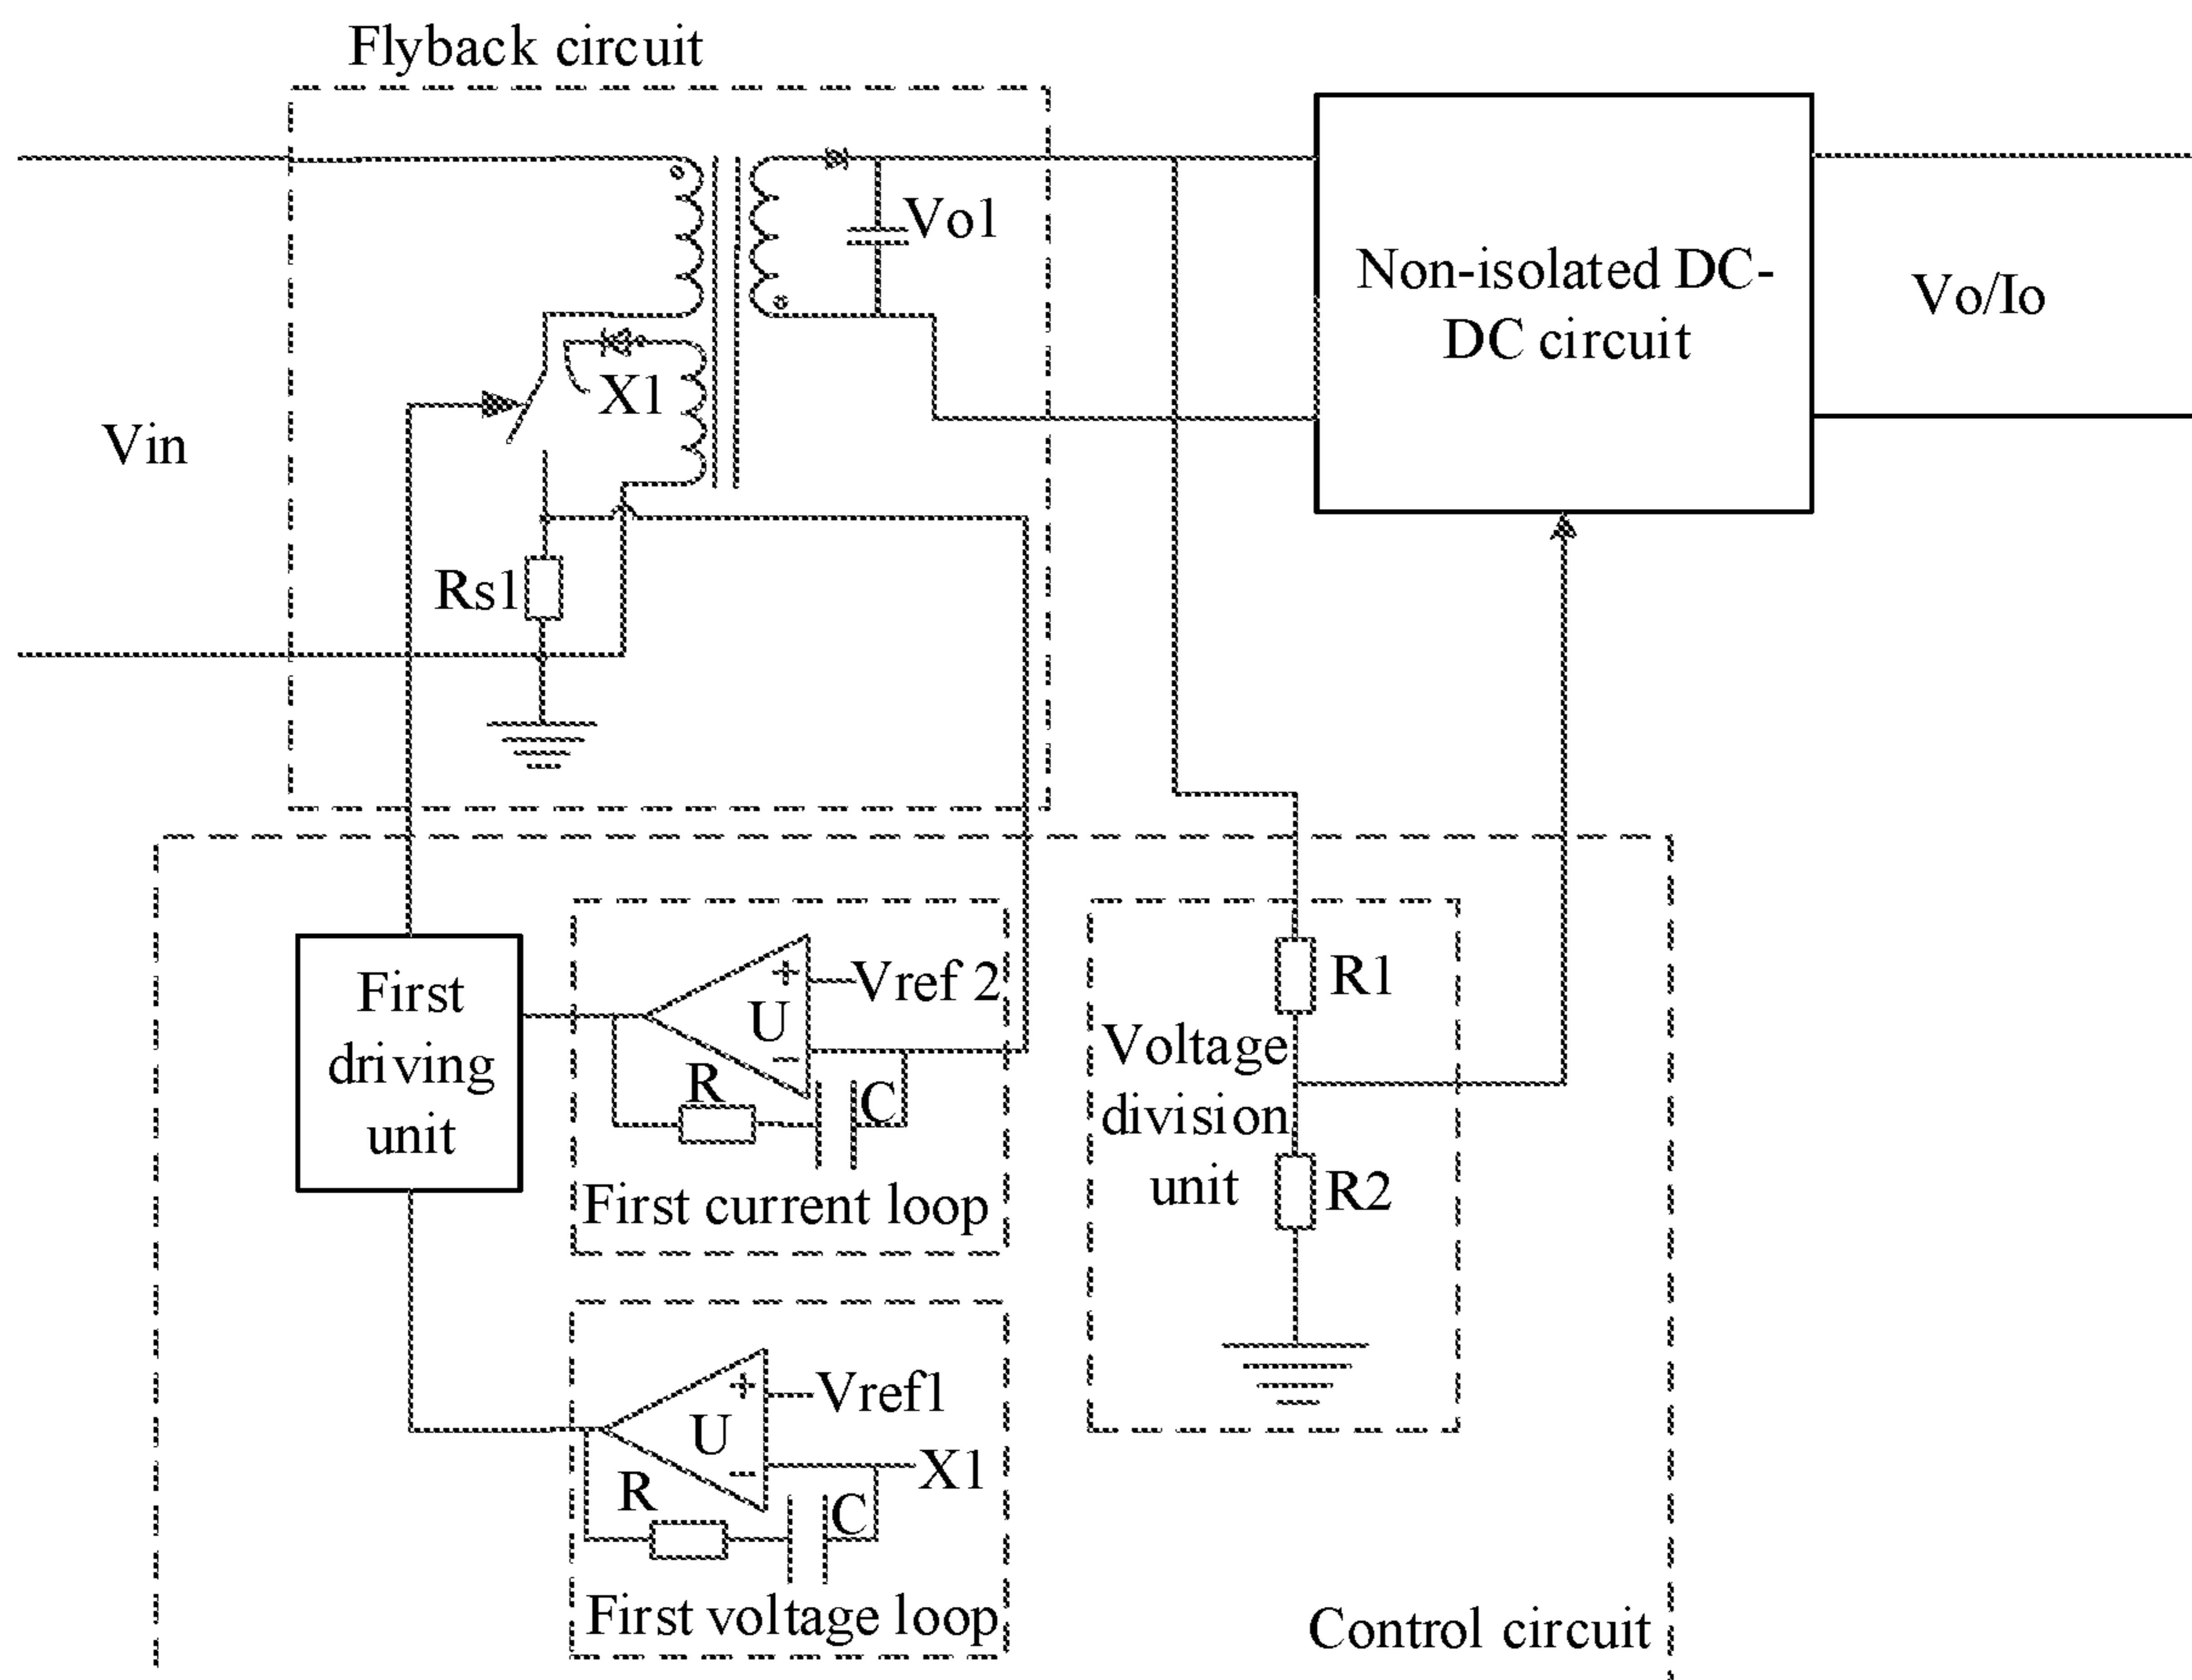 Flyback circuit
Vo1
Non-isolated DC-
DC circuit
Vo/Io
X1
Vin
Rs1
First
driving
unit
+
Vref 2
U
−
R
C
First current loop
R1
Voltage
division
unit
R2
+
Vref1
U
−
X1
R
C
First voltage loop
Control circuit